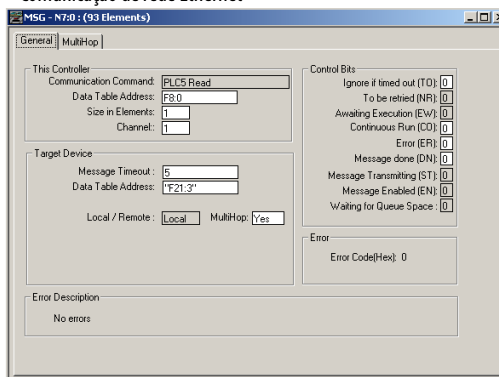 Comunicação de rede Ethernet
MSG - N7:0 : (93 Elements)
General MultiHop
This Controller
Communication Command: PLC5 Read
Data Table Address: F8:0
Size in Elements: 1
Channel:: 1
Target Device
Message Timeout : 5
Data Table Address: "F21:3"
Local / Remote : Local MultiHop: Yes
Control Bits
Ignore if timed out (TO): 0
To be retried (NR): 0
Awaiting Execution (EW): 0
Continuous Run (CO): 0
Error (ER): 0
Message done (DN): 0
Message Transmitting (ST): 0
Message Enabled (EN): 0
Waiting for Queue Space : 0
Error
Error Code(Hex): 0
Error Description
No errors